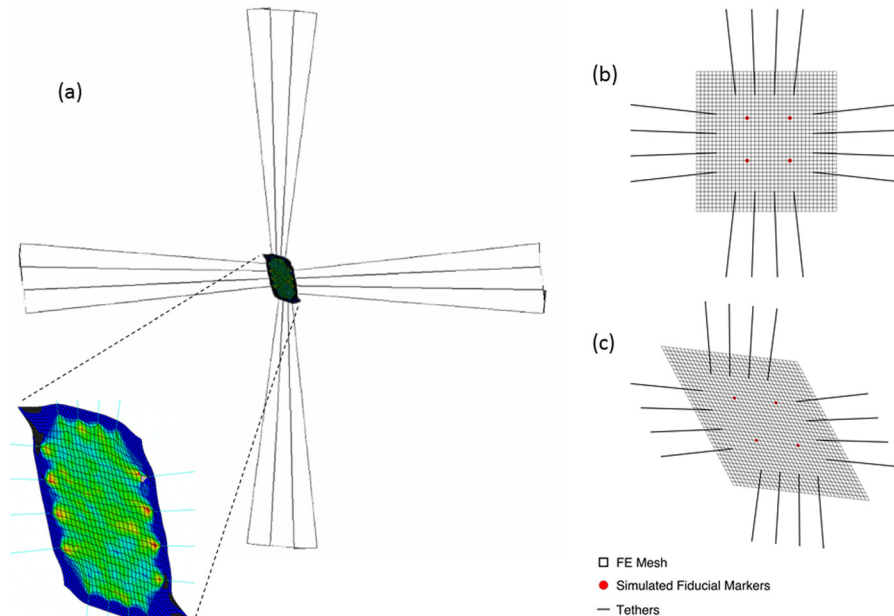 (a)
(b)
(c)
FE Mesh
Simulated Fiducial Markers
Tethers